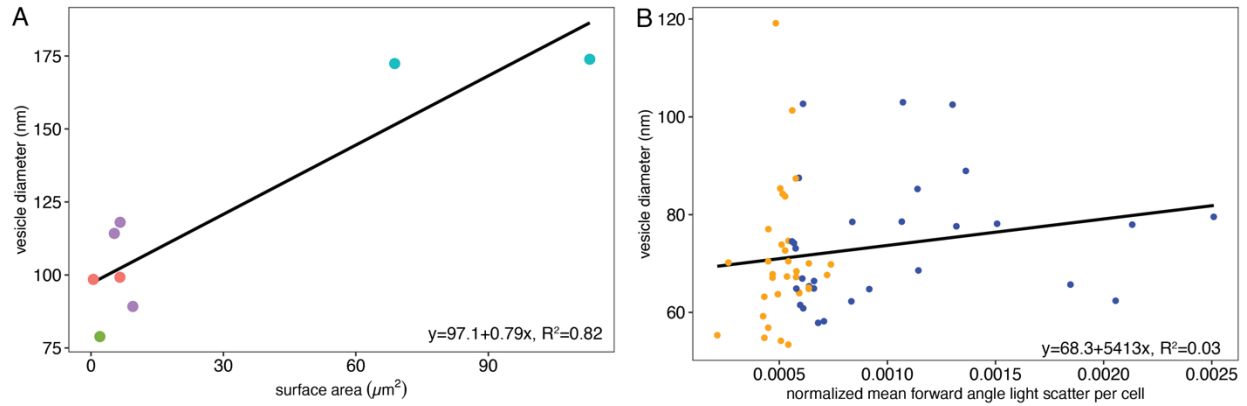 A
vesicle diameter (nm)
175
150
125
100
75
0
30
60
90
surface area (μm²)
y=97.1+0.79x, R²=0.82
B
vesicle diameter (nm)
120
100
80
60
0.0005
0.0010
0.0015
0.0020
0.0025
normalized mean forward angle light scatter per cell
y=68.3+5413x, R²=0.03